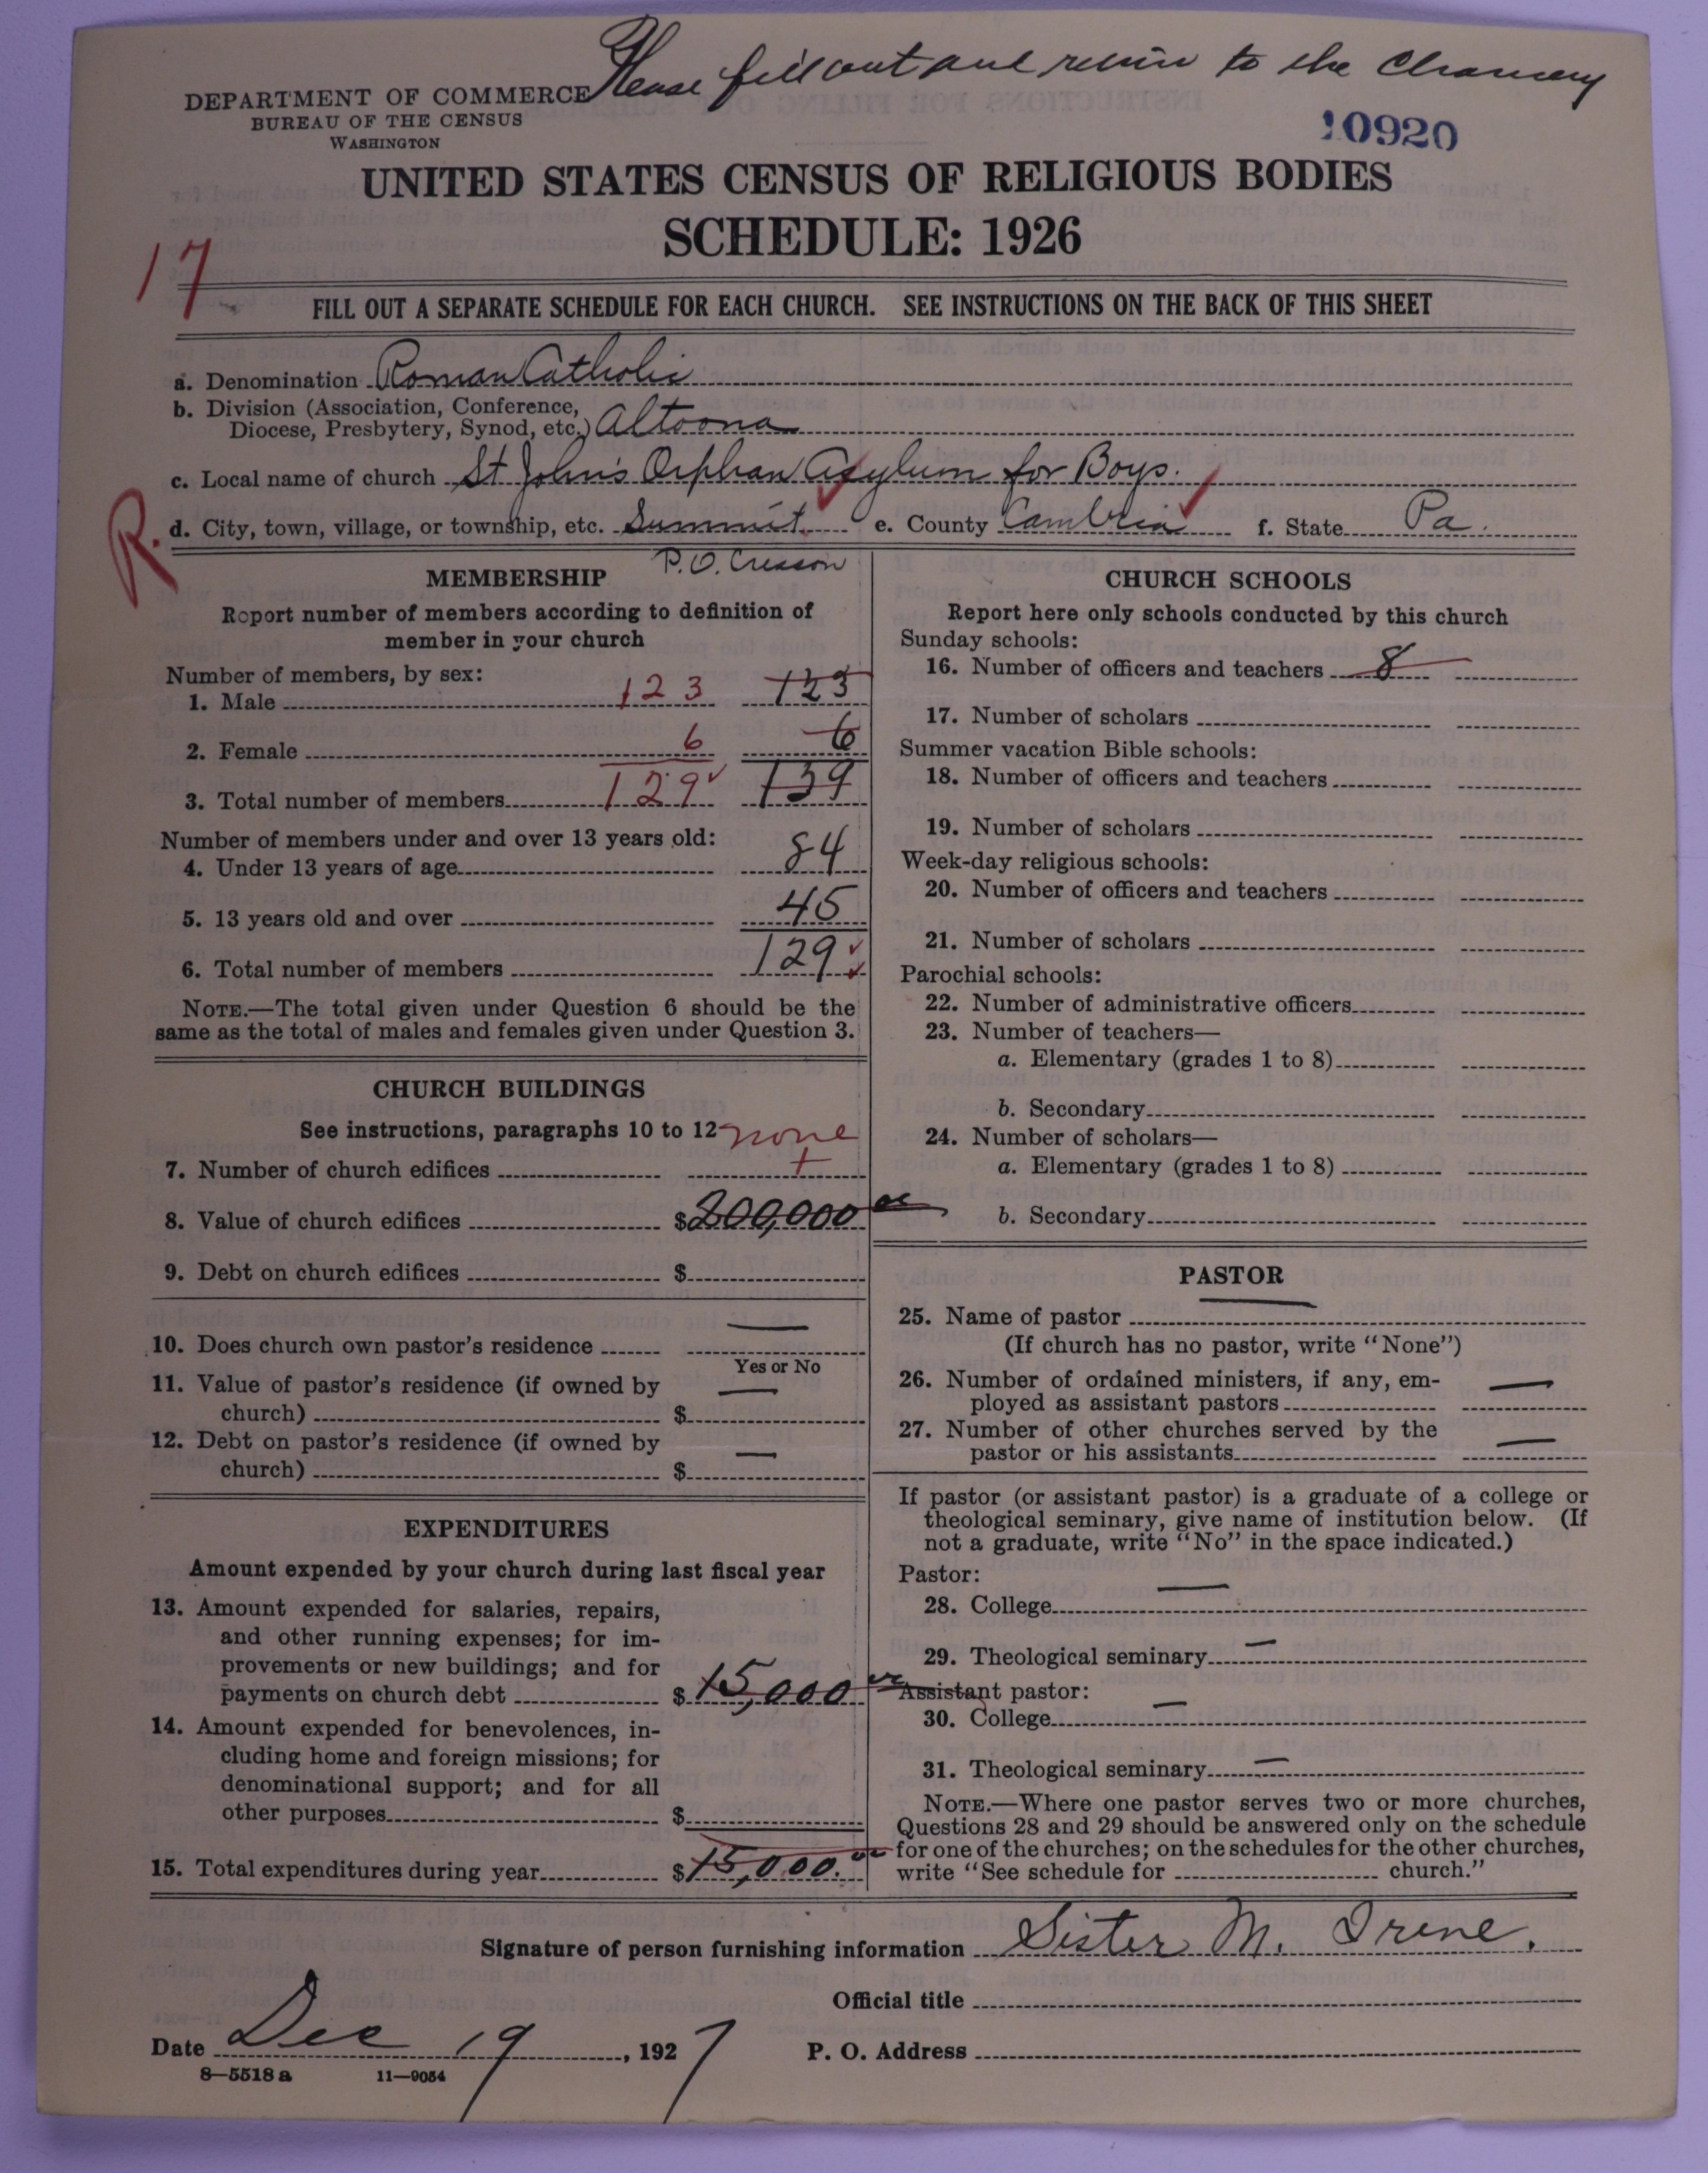 Please fill out and return to the Chancery
DEPARTMENT OF COMMERCE
BUREAU OF THE CENSUS
WASHINGTON
10920
UNITED STATES CENSUS OF RELIGIOUS BODIES
SCHEDULE: 1926
17
FILL OUT A SEPARATE SCHEDULE FOR EACH CHURCH. SEE INSTRUCTIONS ON THE BACK OF THIS SHEET
a. Denomination Roman Catholic
b. Division (Association, Conference,
Diocese, Presbytery, Synod, etc.) Altoona
c. Local name of church St John's Orphan Asylum for Boys.
R. d. City, town, village, or township, etc. Summit e. County Cambria f. State Pa.
P.O. Cresson
MEMBERSHIP
Report number of members according to definition of
member in your church
Number of members, by sex:
1. Male 123 123
2. Female 6 6
3. Total number of members 129 139
Number of members under and over 13 years old:
4. Under 13 years of age 84
5. 13 years old and over 45
6. Total number of members 129
NOTE.—The total given under Question 6 should be the
same as the total of males and females given under Question 3.
CHURCH BUILDINGS
See instructions, paragraphs 10 to 12 none
7. Number of church edifices
8. Value of church edifices $200,000 00
9. Debt on church edifices $
10. Does church own pastor's residence —
Yes or No
11. Value of pastor's residence (if owned by
church) $ —
12. Debt on pastor's residence (if owned by
church) $ —
EXPENDITURES
Amount expended by your church during last fiscal year
13. Amount expended for salaries, repairs,
and other running expenses; for im-
provements or new buildings; and for
payments on church debt $15,000 00
14. Amount expended for benevolences, in-
cluding home and foreign missions; for
denominational support; and for all
other purposes $
15. Total expenditures during year $15,000.00
CHURCH SCHOOLS
Report here only schools conducted by this church
Sunday schools:
16. Number of officers and teachers 8
17. Number of scholars
Summer vacation Bible schools:
18. Number of officers and teachers
19. Number of scholars
Week-day religious schools:
20. Number of officers and teachers
21. Number of scholars
Parochial schools:
22. Number of administrative officers
23. Number of teachers—
a. Elementary (grades 1 to 8)
b. Secondary
24. Number of scholars—
a. Elementary (grades 1 to 8)
b. Secondary
PASTOR
25. Name of pastor —
(If church has no pastor, write "None")
26. Number of ordained ministers, if any, em-
ployed as assistant pastors —
27. Number of other churches served by the
pastor or his assistants —
If pastor (or assistant pastor) is a graduate of a college or
theological seminary, give name of institution below. (If
not a graduate, write "No" in the space indicated.)
Pastor:
28. College —
29. Theological seminary —
Assistant pastor:
30. College —
31. Theological seminary —
NOTE.—Where one pastor serves two or more churches,
Questions 28 and 29 should be answered only on the schedule
for one of the churches; on the schedules for the other churches,
write "See schedule for church."
Signature of person furnishing information Sister M. Irene.
Official title
Date Dec 19, 1927 P. O. Address
8—5518 a 11—9054